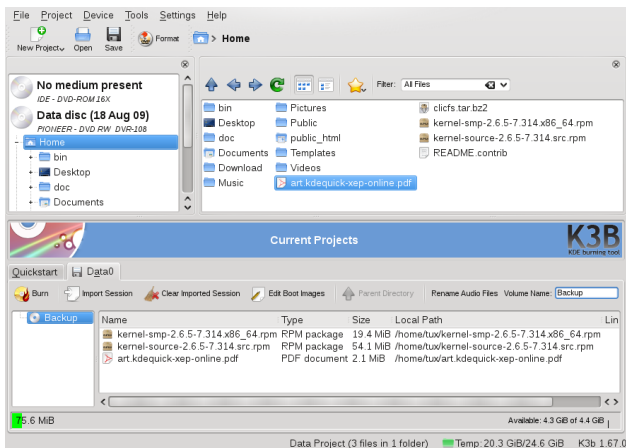 File Project Device Tools Settings Help
New Project Open Save Format > Home
No medium present
IDE - DVD-ROM 16X
Data disc (18 Aug 09)
PIONEER - DVD RW DVR-108
Home
bin
Desktop
doc
Documents
Filter: All Files
bin Pictures clicfs.tar.bz2
Desktop Public kernel-smp-2.6.5-7.314.x86_64.rpm
doc public_html kernel-source-2.6.5-7.314.src.rpm
Documents Templates README.contrib
Download Videos
Music art.kdequick-xep-online.pdf
Current Projects
K3B
KDE burning tool
Quickstart Data0
Burn Import Session Clear Imported Session Edit Boot Images Parent Directory Rename Audio Files Volume Name: Backup
Backup
Name Type Size Local Path Lin
kernel-smp-2.6.5-7.314.x86_64.rpm RPM package 19.4 MiB /home/tux/kernel-smp-2.6.5-7.314.x86_64.rpm
kernel-source-2.6.5-7.314.src.rpm RPM package 54.1 MiB /home/tux/kernel-source-2.6.5-7.314.src.rpm
art.kdequick-xep-online.pdf PDF document 2.1 MiB /home/tux/art.kdequick-xep-online.pdf
75.6 MiB Available: 4.3 GiB of 4.4 GiB
Data Project (3 files in 1 folder) Temp: 20.3 GiB/24.6 GiB K3b 1.67.0